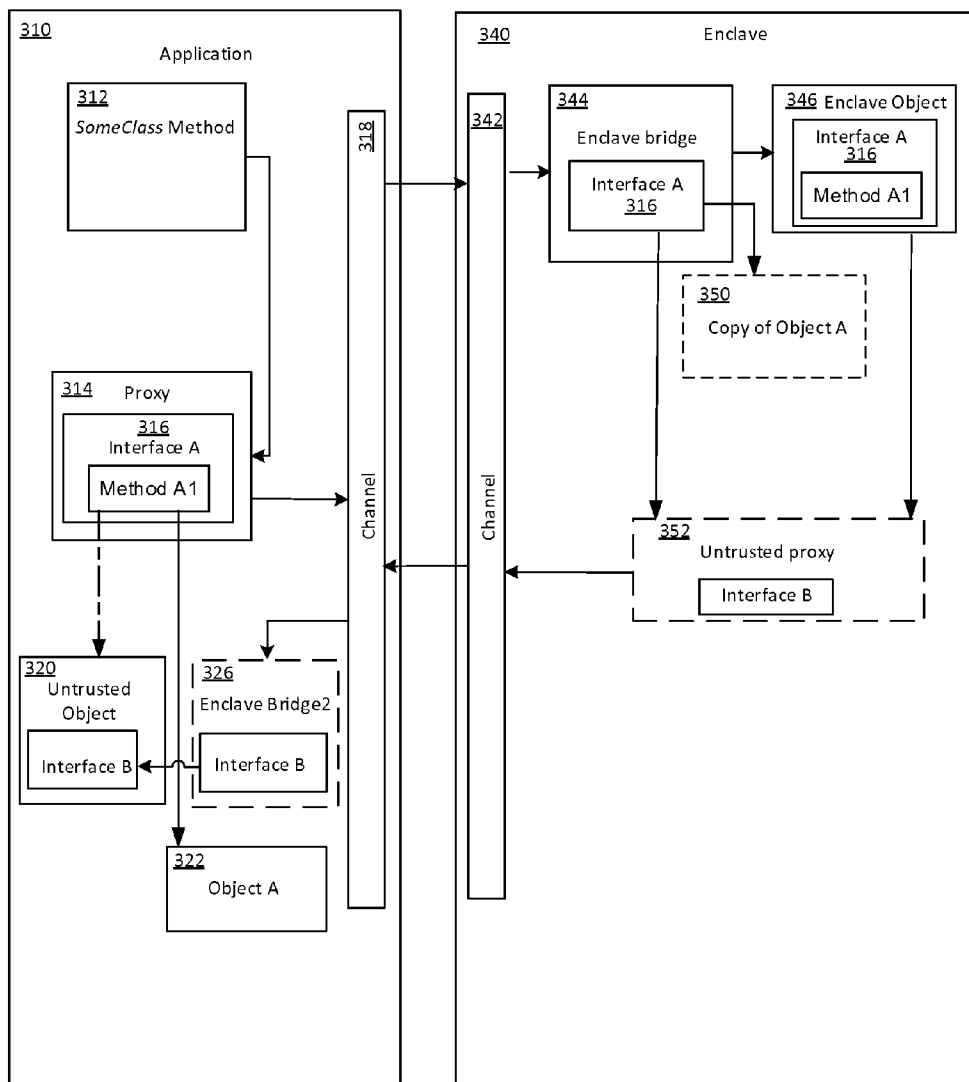 310
Application
312
SomeClass Method
318
Channel
314
Proxy
316
Interface A
Method A1
320
Untrusted
Object
Interface B
326
Enclave Bridge2
Interface B
322
Object A
340
Enclave
342
Channel
344
Enclave bridge
Interface A
316
346 Enclave Object
Interface A
316
Method A1
350
Copy of Object A
352
Untrusted proxy
Interface B